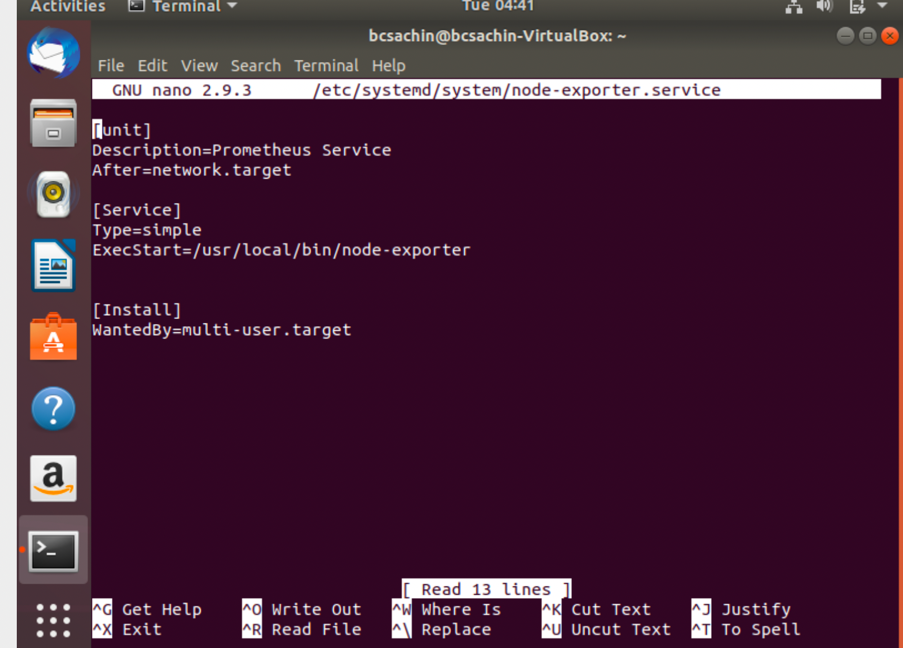 Activities Terminal Tue 04:41
bcsachin@bcsachin-VirtualBox: ~
File Edit View Search Terminal Help
GNU nano 2.9.3 /etc/systemd/system/node-exporter.service
[unit]
Description=Prometheus Service
After=network.target
[Service]
Type=simple
ExecStart=/usr/local/bin/node-exporter
[Install]
WantedBy=multi-user.target
[ Read 13 lines ]
^G Get Help ^O Write Out ^W Where Is ^K Cut Text ^J Justify
^X Exit ^R Read File ^\ Replace ^U Uncut Text ^T To Spell